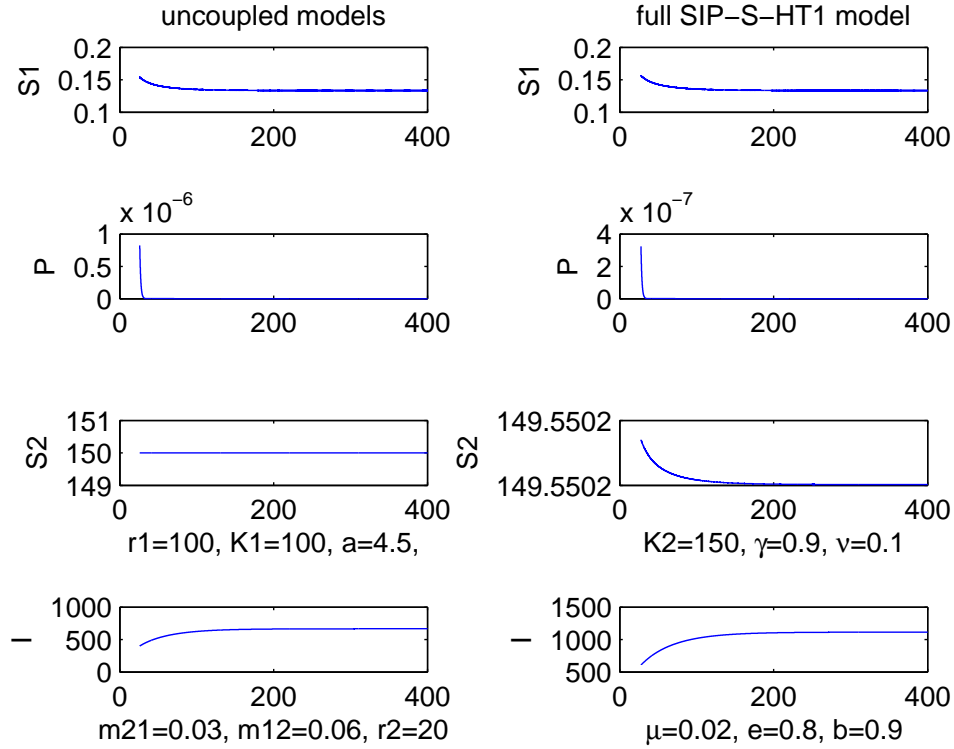 uncoupled models
full SIP−S−HT1 model
S1
0.2
0.15
0.1
0 200 400
S1
0.2
0.15
0.1
0 200 400
x 10−6
P
1
0.5
0
0 200 400
x 10−7
P
4
2
0
0 200 400
S2
151
150
149
0 200 400
r1=100, K1=100, a=4.5,
S2
149.5502
149.5502
0 200 400
K2=150, γ=0.9, ν=0.1
I
1000
500
0
0 200 400
m21=0.03, m12=0.06, r2=20
I
1500
1000
500
0 200 400
μ=0.02, e=0.8, b=0.9